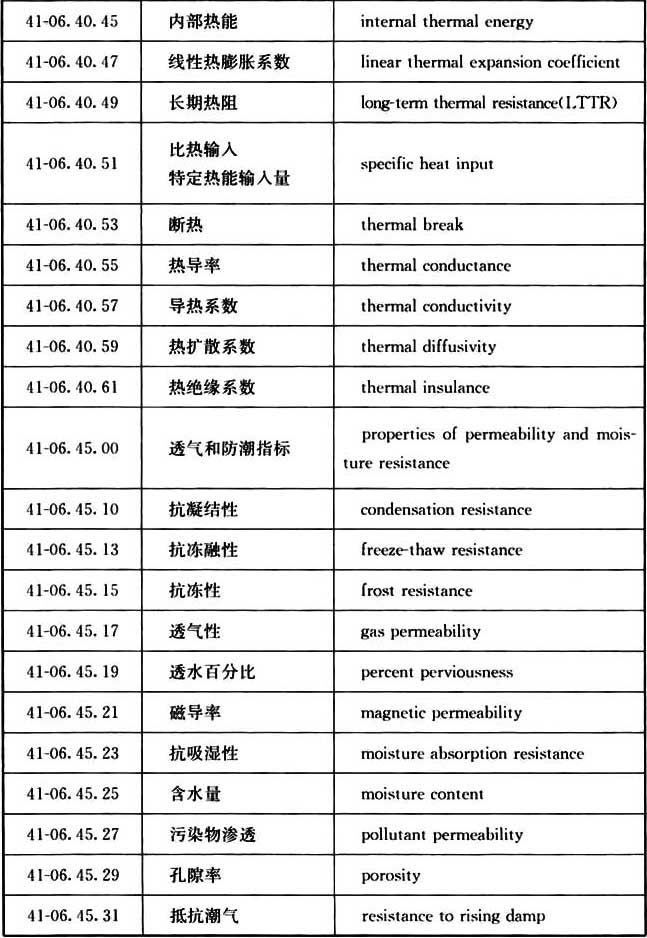 41-06.40.45 内部热能 internal thermal energy
41-06.40.47 线性热膨胀系数 linear thermal expansion coefficient
41-06.40.49 长期热阻 long-term thermal resistance(LTTR)
41-06.40.51 比热输入 specific heat input
特定热能输入量
41-06.40.53 断热 thermal break
41-06.40.55 热导率 thermal conductance
41-06.40.57 导热系数 thermal conductivity
41-06.40.59 热扩散系数 thermal diffusivity
41-06.40.61 热绝缘系数 thermal insulance
41-06.45.00 透气和防潮指标 properties of permeability and mois-
ture resistance
41-06.45.10 抗凝结性 condensation resistance
41-06.45.13 抗冻融性 freeze-thaw resistance
41-06.45.15 抗冻性 frost resistance
41-06.45.17 透气性 gas permeability
41-06.45.19 透水百分比 percent perviousness
41-06.45.21 磁导率 magnetic permeability
41-06.45.23 抗吸湿性 moisture absorption resistance
41-06.45.25 含水量 moisture content
41-06.45.27 污染物渗透 pollutant permeability
41-06.45.29 孔隙率 porosity
41-06.45.31 抵抗潮气 resistance to rising damp